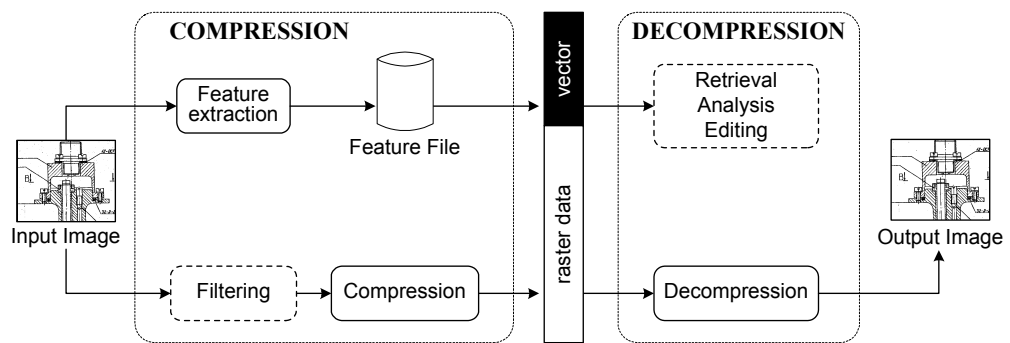 COMPRESSION
DECOMPRESSION
vector
Feature
extraction
Feature File
Retrieval
Analysis
Editing
Input Image
Output Image
raster data
Filtering
Compression
Decompression